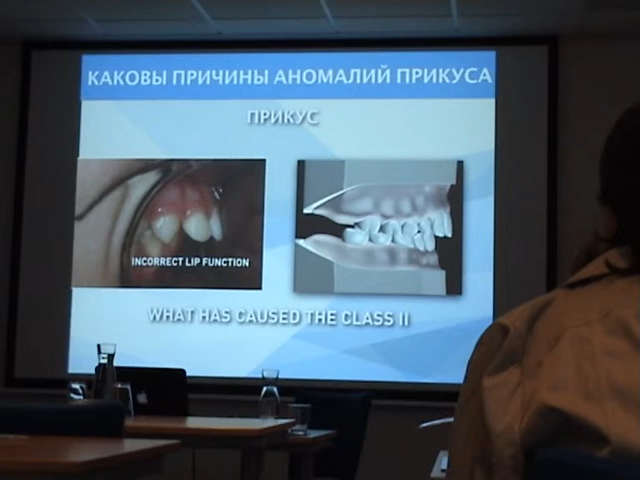 КАКОВЫ ПРИЧИНЫ АНОМАЛИЙ ПРИКУСА
ПРИКУС
INCORRECT LIP FUNCTION
WHAT HAS CAUSED THE CLASS II